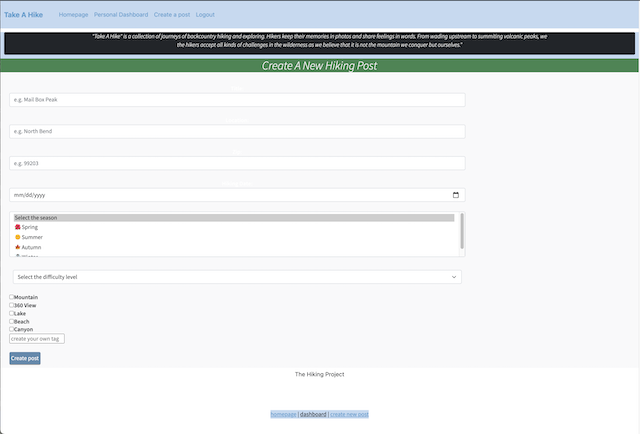 Take A Hike Homepage Personal Dashboard Create a post Logout
"Take A Hike" is a collection of journeys of backcountry hiking and exploring. Hikers keep their memories in photos and share feelings in words. From wading upstream to summiting volcanic peaks, we
the hikers accept all kinds of challenges in the wilderness as we believe that it is not the mountain we conquer but ourselves."
Create A New Hiking Post
e.g. Mail Box Peak
e.g. North Bend
e.g. 99203
mm/dd/yyyy
Select the season
Spring
Summer
Autumn
Winter
Select the difficulty level
Mountain
360 View
Lake
Beach
Canyon
create your own tag
Create post
The Hiking Project
homepage | dashboard | create new post